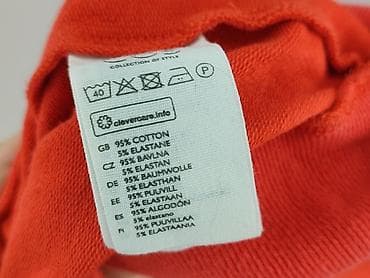 COLLECTION OF STYLE
40 P
clevercare.info
GB 95% COTTON
5% ELASTANE
CZ 95% BAVLNA
5% ELASTAN
DE 95% BAUMWOLLE
5% ELASTHAN
EE 95% PUUVILL
5% ELASTAAN
ES 95% ALGODÓN
5% elastano
FI 95% PUUVILLAA
5% ELASTAANIA